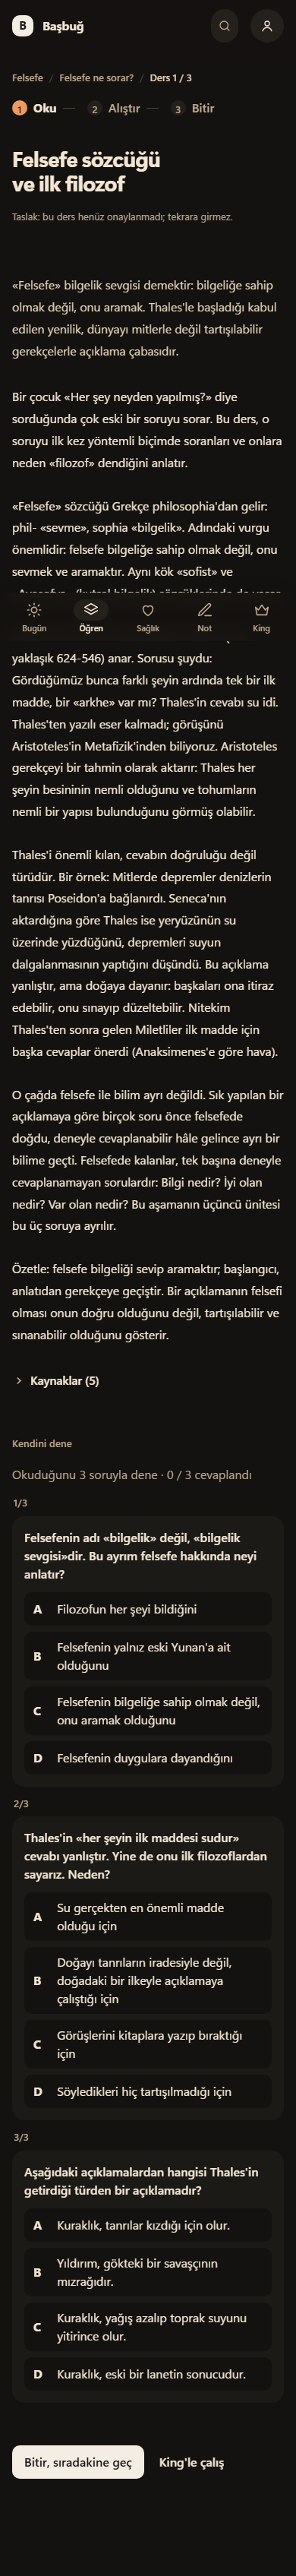 B Başbuğ
Felsefe / Felsefe ne sorar? / Ders 1 / 3
1 Oku — 2 Alıştır — 3 Bitir
Felsefe sözcüğü
ve ilk filozof
Taslak: bu ders henüz onaylanmadı; tekrara girmez.
«Felsefe» bilgelik sevgisi demektir: bilgeliğe sahip
olmak değil, onu aramak. Thales'le başladığı kabul
edilen yenilik, dünyayı mitlerle değil tartışılabilir
gerekçelerle açıklama çabasıdır.
Bir çocuk «Her şey neyden yapılmış?» diye
sorduğunda çok eski bir soruyu sorar. Bu ders, o
soruyu ilk kez yöntemli biçimde soranları ve onlara
neden «filozof» dendiğini anlatır.
«Felsefe» sözcüğü Grekçe philosophia'dan gelir:
phil- «sevme», sophia «bilgelik». Adındaki vurgu
önemlidir: felsefe bilgeliğe sahip olmak değil, onu
sevmek ve aramaktır. Aynı kök «sofist» ve
Bugün Öğren Sağlık Not King
yaklaşık 624-546) anar. Sorusu şuydu:
Gördüğümüz bunca farklı şeyin ardında tek bir ilk
madde, bir «arkhe» var mı? Thales'in cevabı su idi.
Thales'ten yazılı eser kalmadı; görüşünü
Aristoteles'in Metafizik'inden biliyoruz. Aristoteles
gerekçeyi bir tahmin olarak aktarır: Thales her
şeyin besininin nemli olduğunu ve tohumların
nemli bir yapısı bulunduğunu görmüş olabilir.
Thales'i önemli kılan, cevabın doğruluğu değil
türüdür. Bir örnek: Mitlerde depremler denizlerin
tanrısı Poseidon'a bağlanırdı. Seneca'nın
aktardığına göre Thales ise yeryüzünün su
üzerinde yüzdüğünü, depremleri suyun
dalgalanmasının yaptığını düşündü. Bu açıklama
yanlıştır, ama doğaya dayanır: başkaları ona itiraz
edebilir, onu sınayıp düzeltebilir. Nitekim
Thales'ten sonra gelen Miletliler ilk madde için
başka cevaplar önerdi (Anaksimenes'e göre hava).
O çağda felsefe ile bilim ayrı değildi. Sık yapılan bir
açıklamaya göre birçok soru önce felsefede
doğdu, deneyle cevaplanabilir hâle gelince ayrı bir
bilime geçti. Felsefede kalanlar, tek başına deneyle
cevaplanamayan sorulardır: Bilgi nedir? İyi olan
nedir? Var olan nedir? Bu aşamanın üçüncü ünitesi
bu üç soruya ayrılır.
Özetle: felsefe bilgeliği sevip aramaktır; başlangıcı,
anlatıdan gerekçeye geçiştir. Bir açıklamanın felsefi
olması onun doğru olduğunu değil, tartışılabilir ve
sınanabilir olduğunu gösterir.
Kaynaklar (5)
Kendini dene
Okuduğunu 3 soruyla dene · 0 / 3 cevaplandı
1/3
Felsefenin adı «bilgelik» değil, «bilgelik
sevgisi»dir. Bu ayrım felsefe hakkında neyi
anlatır?
A Filozofun her şeyi bildiğini
B Felsefenin yalnız eski Yunan'a ait
olduğunu
C Felsefenin bilgeliğe sahip olmak değil,
onu aramak olduğunu
D Felsefenin duygulara dayandığını
2/3
Thales'in «her şeyin ilk maddesi sudur»
cevabı yanlıştır. Yine de onu ilk filozoflardan
sayarız. Neden?
A Su gerçekten en önemli madde
olduğu için
B Doğayı tanrıların iradesiyle değil,
doğadaki bir ilkeyle açıklamaya
çalıştığı için
C Görüşlerini kitaplara yazıp bıraktığı
için
D Söyledikleri hiç tartışılmadığı için
3/3
Aşağıdaki açıklamalardan hangisi Thales'in
getirdiği türden bir açıklamadır?
A Kuraklık, tanrılar kızdığı için olur.
B Yıldırım, gökteki bir savaşçının
mızrağıdır.
C Kuraklık, yağış azalıp toprak suyunu
yitirince olur.
D Kuraklık, eski bir lanetin sonucudur.
Bitir, sıradakine geç King'le çalış